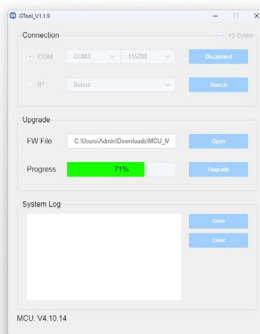 ISTool_V1.1.9
Connection
10 Bytes
COM COM3 115200 Disconnect
IP Select Search
Upgrade
FW File C:\Users\Admin\Downloads\MCU_M Open
Progress 71% Upgrade
System Log
Save
Clear
MCU: V4.10.14